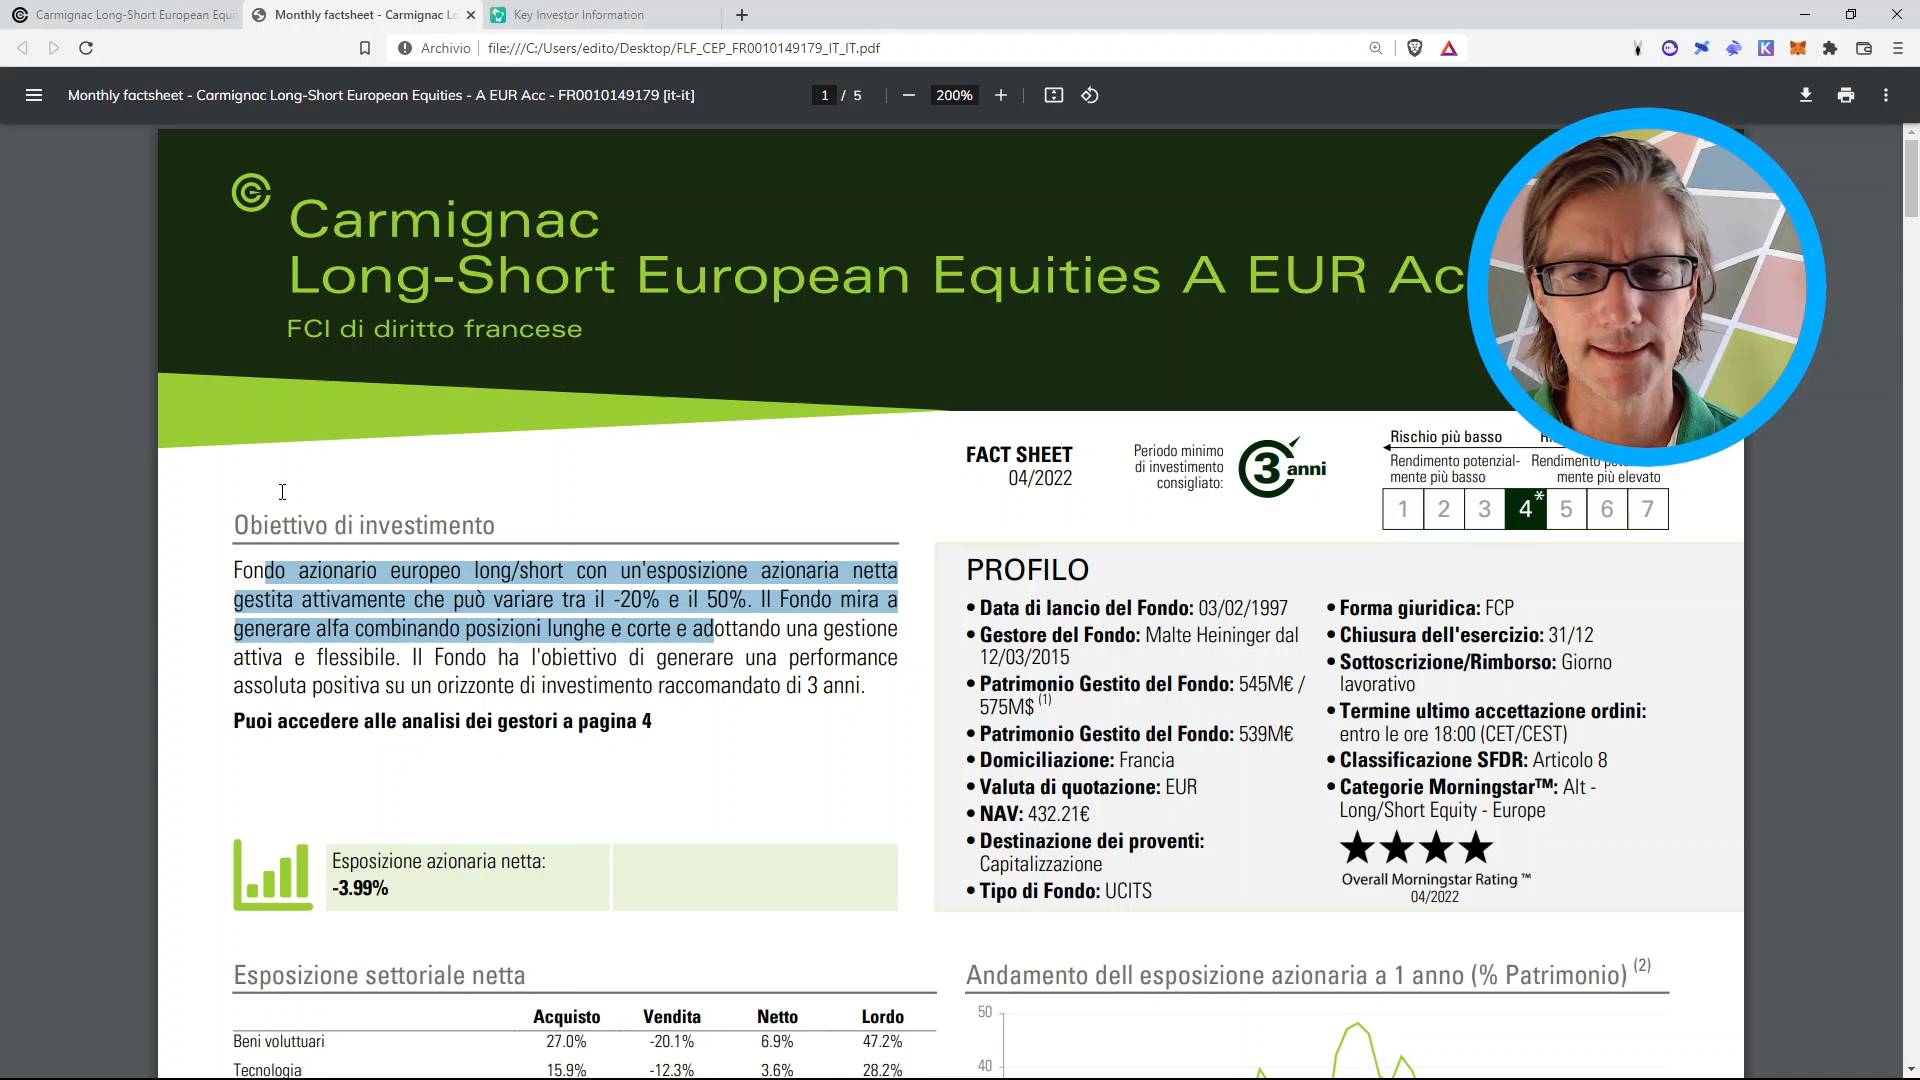 Carmignac Long-Short European Equi
Monthly factsheet - Carmignac Lo
Key Investor Information
Archivio
file:///C:/Users/edito/Desktop/FLF_CEP_FR0010149179_IT_IT.pdf
Monthly factsheet - Carmignac Long-Short European Equities - A EUR Acc - FR0010149179 [it-it]
1 / 5
200%
Carmignac
Long-Short European Equities A EUR Ac
FCI di diritto francese
FACT SHEET
04/2022
Periodo minimo
di investimento
consigliato:
3 anni
Rischio più basso
Rendimento potenzial-
mente più basso
Rendimento
mente più elevato
1 2 3 4* 5 6 7
Obiettivo di investimento
Fondo azionario europeo long/short con un'esposizione azionaria netta
gestita attivamente che può variare tra il -20% e il 50%. Il Fondo mira a
generare alfa combinando posizioni lunghe e corte e adottando una gestione
attiva e flessibile. Il Fondo ha l'obiettivo di generare una performance
assoluta positiva su un orizzonte di investimento raccomandato di 3 anni.
Puoi accedere alle analisi dei gestori a pagina 4
Esposizione azionaria netta:
-3.99%
PROFILO
• Data di lancio del Fondo: 03/02/1997
• Gestore del Fondo: Malte Heininger dal
12/03/2015
• Patrimonio Gestito del Fondo: 545M€ /
575M$ (1)
• Patrimonio Gestito del Fondo: 539M€
• Domiciliazione: Francia
• Valuta di quotazione: EUR
• NAV: 432.21€
• Destinazione dei proventi:
Capitalizzazione
• Tipo di Fondo: UCITS
• Forma giuridica: FCP
• Chiusura dell'esercizio: 31/12
• Sottoscrizione/Rimborso: Giorno
lavorativo
• Termine ultimo accettazione ordini:
entro le ore 18:00 (CET/CEST)
• Classificazione SFDR: Articolo 8
• Categorie Morningstar™: Alt -
Long/Short Equity - Europe
Overall Morningstar Rating ™
04/2022
Esposizione settoriale netta
Acquisto Vendita Netto Lordo
Beni voluttuari 27.0% -20.1% 6.9% 47.2%
Tecnologia 15.9% -12.3% 3.6% 28.2%
Andamento dell esposizione azionaria a 1 anno (% Patrimonio) (2)
50
40